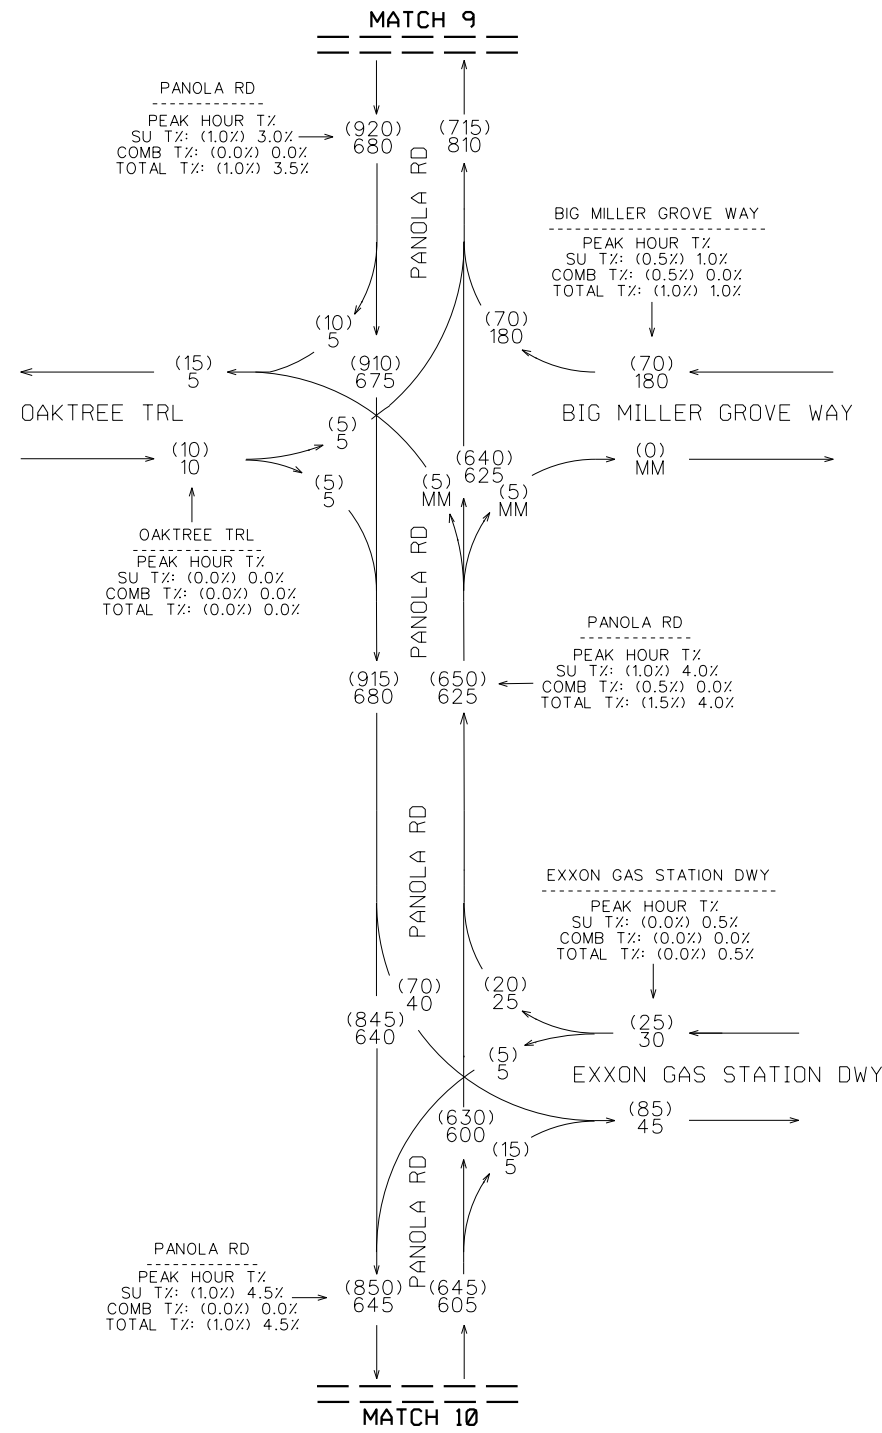 MATCH 9
PANOLA RD
PEAK HOUR T%
SU T%: (1.0%) 3.0%
COMB T%: (0.0%) 0.0%
TOTAL T%: (1.0%) 3.5%
(920)
680
(715)
810
PANOLA RD
BIG MILLER GROVE WAY
PEAK HOUR T%
SU T%: (0.5%) 1.0%
COMB T%: (0.5%) 0.0%
TOTAL T%: (1.0%) 1.0%
(10)
5
(70)
180
(15)
5
(910)
675
(70)
180
OAKTREE TRL
BIG MILLER GROVE WAY
(5)
5
(10)
10
(640)
625
(0)
MM
(5)
5
(5)
MM
(5)
MM
OAKTREE TRL
PEAK HOUR T%
SU T%: (0.0%) 0.0%
COMB T%: (0.0%) 0.0%
TOTAL T%: (0.0%) 0.0%
PANOLA RD
PANOLA RD
PEAK HOUR T%
SU T%: (1.0%) 4.0%
COMB T%: (0.5%) 0.0%
TOTAL T%: (1.5%) 4.0%
(915)
680
(650)
625
PANOLA RD
EXXON GAS STATION DWY
PEAK HOUR T%
SU T%: (0.0%) 0.5%
COMB T%: (0.0%) 0.0%
TOTAL T%: (0.0%) 0.5%
(70)
40
(20)
25
(845)
640
(25)
30
(5)
5
EXXON GAS STATION DWY
(630)
600
(85)
45
(15)
5
PANOLA RD
PANOLA RD
PEAK HOUR T%
SU T%: (1.0%) 4.5%
COMB T%: (0.0%) 0.0%
TOTAL T%: (1.0%) 4.5%
(850)
645
(645)
605
MATCH 10